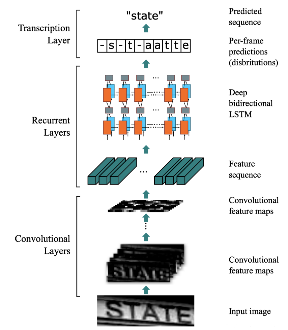 "state"
Predicted
sequence
Transcription
Layer
-s-t-aatte
Per-frame
predictions
(disbritutions)
Recurrent
Layers
Deep
bidirectional
LSTM
...
Feature
sequence
Convolutional
feature maps
Convolutional
Layers
STATE
Convolutional
feature maps
STATE
Input image